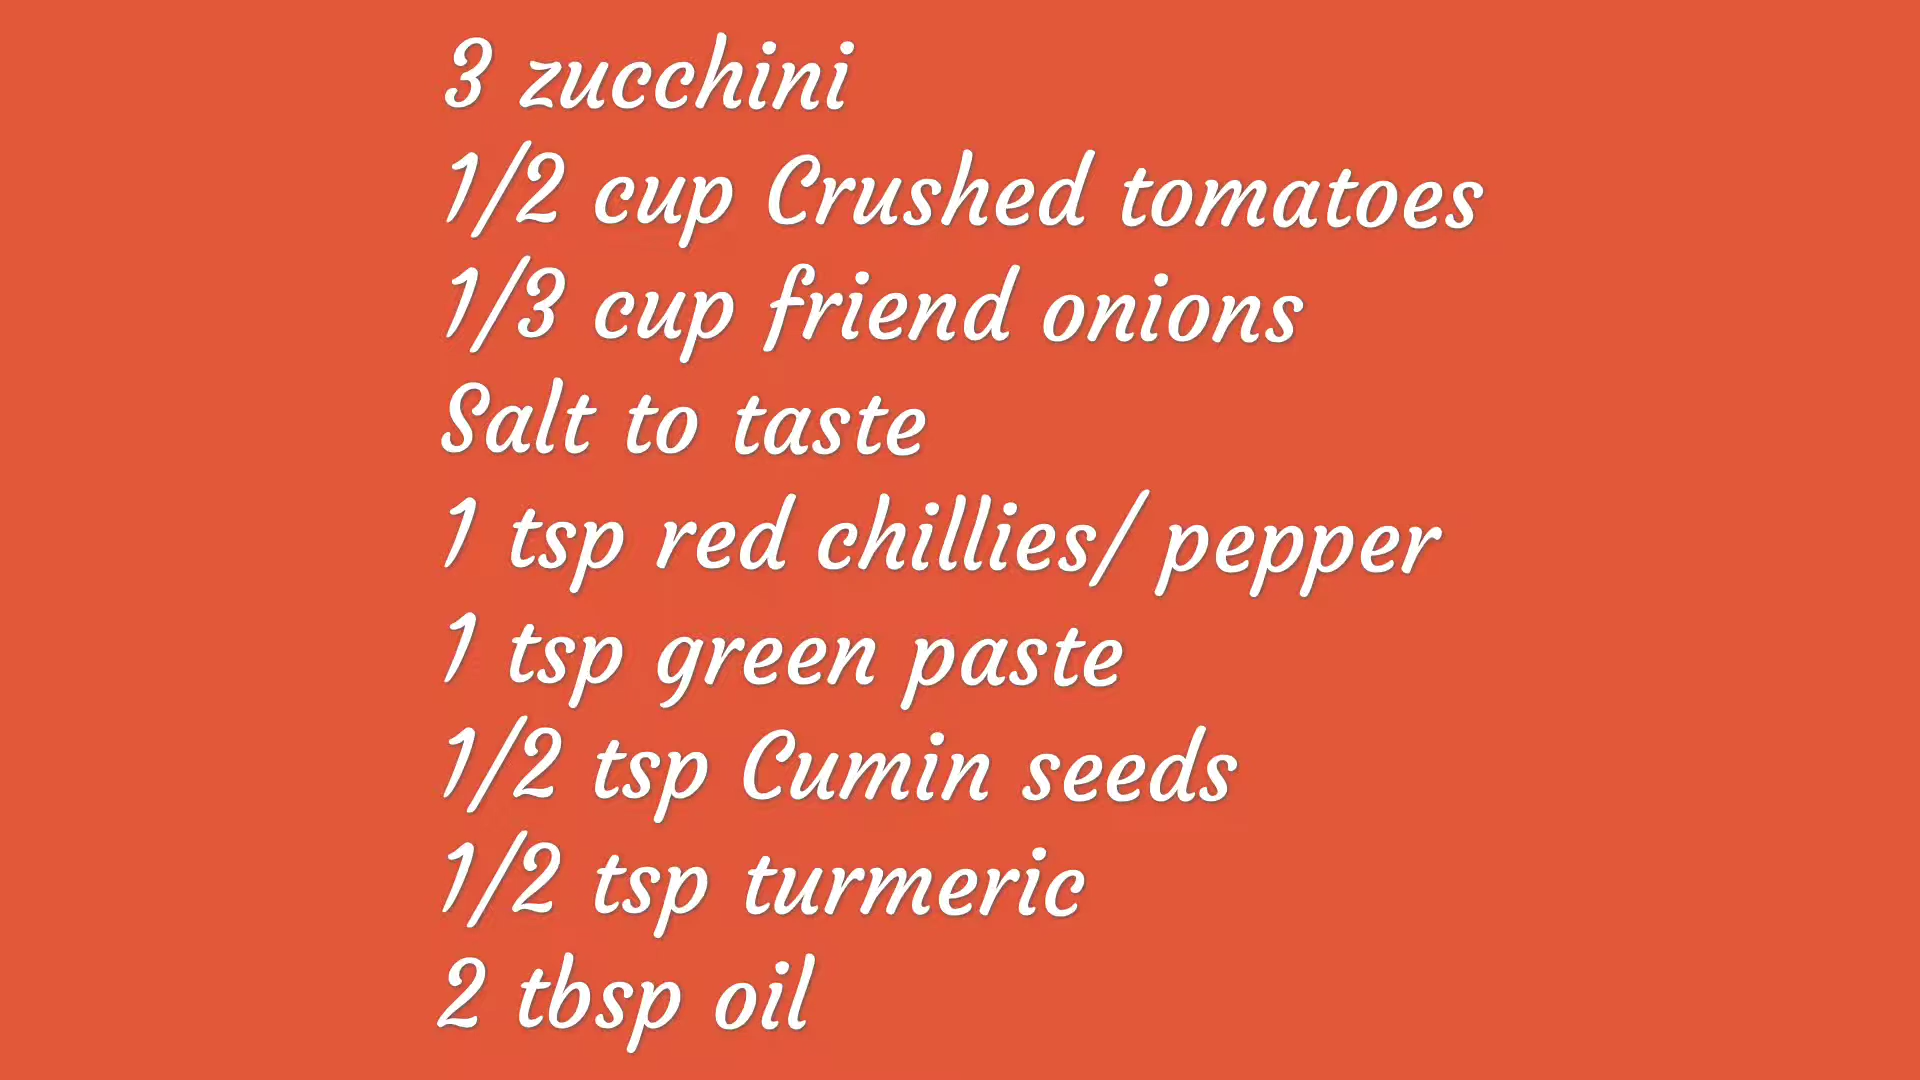 3 zucchini
1/2 cup Crushed tomatoes
1/3 cup friend onions
Salt to taste
1 tsp red chillies/ pepper
1 tsp green paste
1/2 tsp Cumin seeds
1/2 tsp turmeric
2 tbsp oil